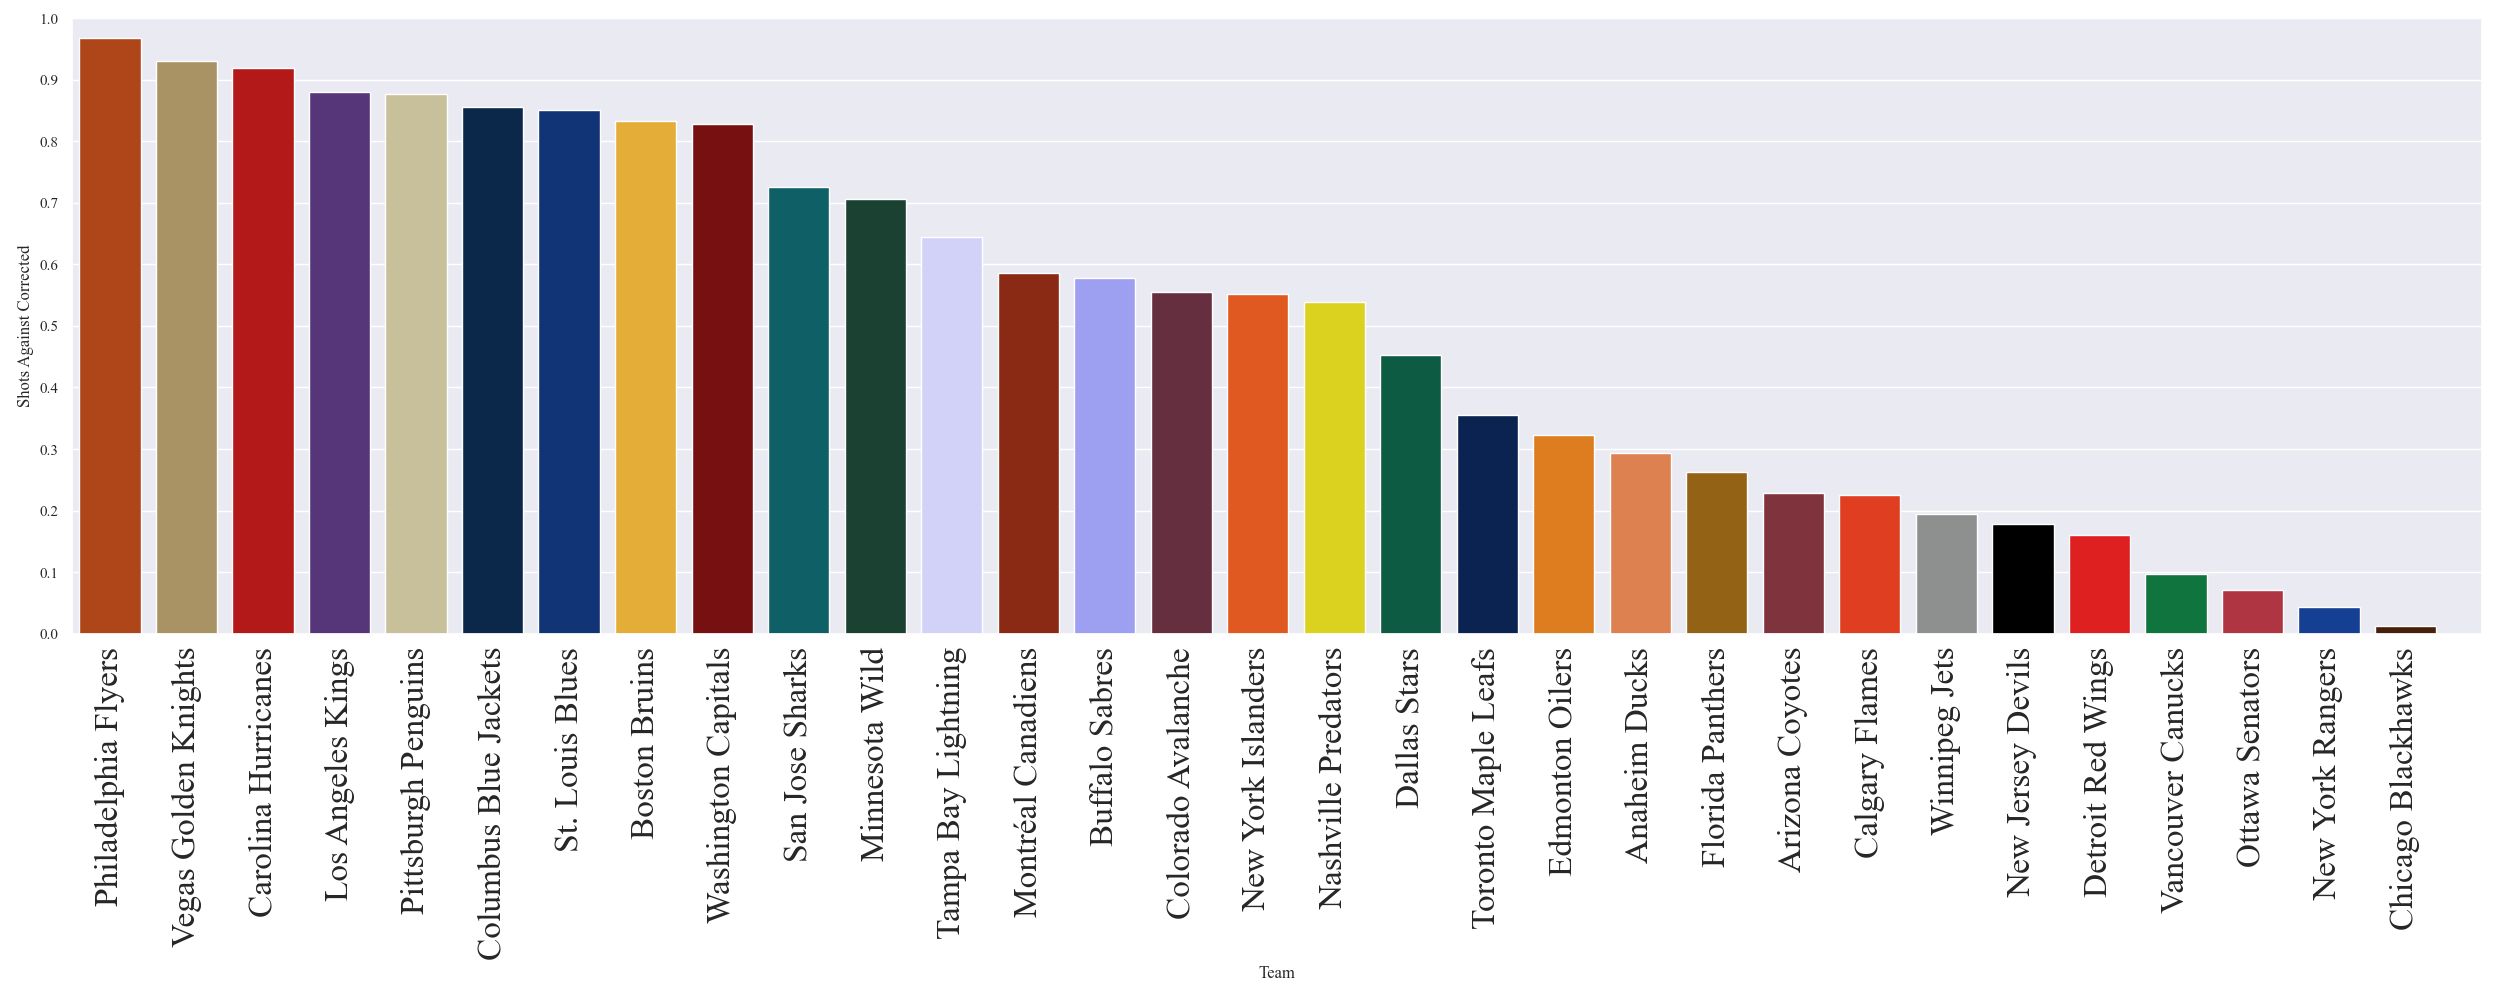 1.0
0.9
0.8
0.7
0.6
0.5
0.4
0.3
0.2
0.1
0.0
Shots Against Corrected
Philadelphia Flyers
Vegas Golden Knights
Carolina Hurricanes
Los Angeles Kings
Pittsburgh Penguins
Columbus Blue Jackets
St. Louis Blues
Boston Bruins
Washington Capitals
San Jose Sharks
Minnesota Wild
Tampa Bay Lightning
Montréal Canadiens
Buffalo Sabres
Colorado Avalanche
New York Islanders
Nashville Predators
Dallas Stars
Toronto Maple Leafs
Edmonton Oilers
Anaheim Ducks
Florida Panthers
Arizona Coyotes
Calgary Flames
Winnipeg Jets
New Jersey Devils
Detroit Red Wings
Vancouver Canucks
Ottawa Senators
New York Rangers
Chicago Blackhawks
Team